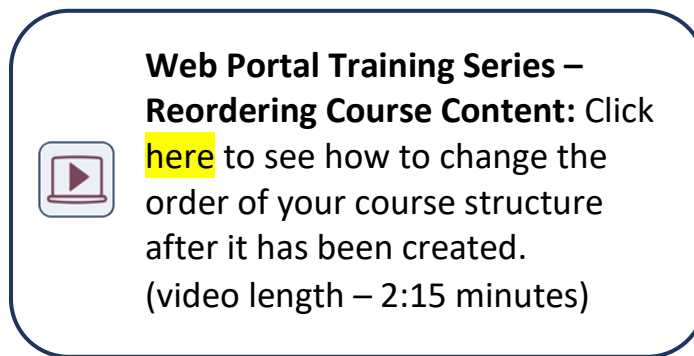 Web Portal Training Series –
Reordering Course Content: Click
here to see how to change the
order of your course structure
after it has been created.
(video length – 2:15 minutes)